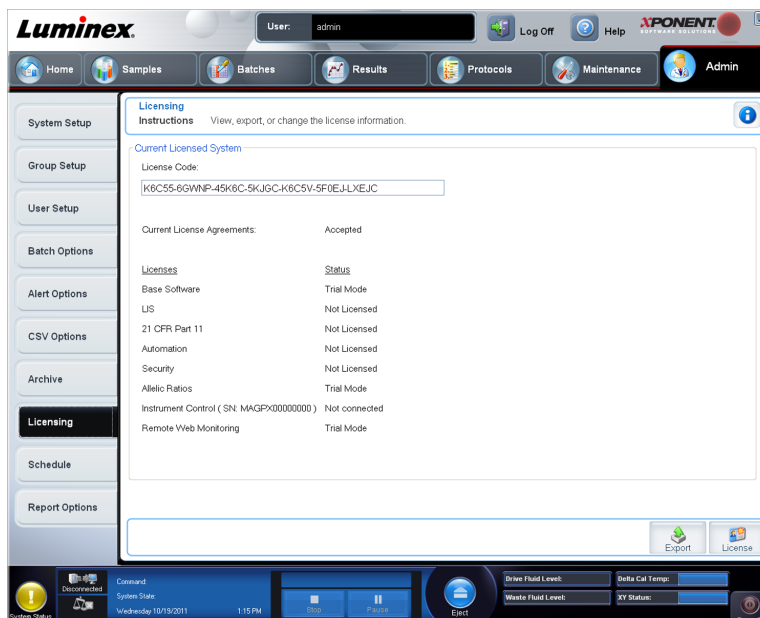 Luminex.
User: admin
Log Off
Help
XPONENT.
SOFTWARE SOLUTIONS
Home
Samples
Batches
Results
Protocols
Maintenance
Admin
System Setup
Group Setup
User Setup
Batch Options
Alert Options
CSV Options
Archive
Licensing
Schedule
Report Options
Licensing
Instructions View, export, or change the license information.
Current Licensed System
License Code:
K6C55-6GWNP-45K6C-5KJGC-K6C5V-5F0EJ-LXEJC
Current License Agreements: Accepted
Licenses Status
Base Software Trial Mode
LIS Not Licensed
21 CFR Part 11 Not Licensed
Automation Not Licensed
Security Not Licensed
Allelic Ratios Trial Mode
Instrument Control ( SN: MAGPX00000000 ) Not connected
Remote Web Monitoring Trial Mode
Export
License
System Status
Disconnected
Command:
System State:
Wednesday 10/19/2011 1:15 PM
Stop
Pause
Eject
Drive Fluid Level:
Waste Fluid Level:
Delta Cal Temp:
XY Status: